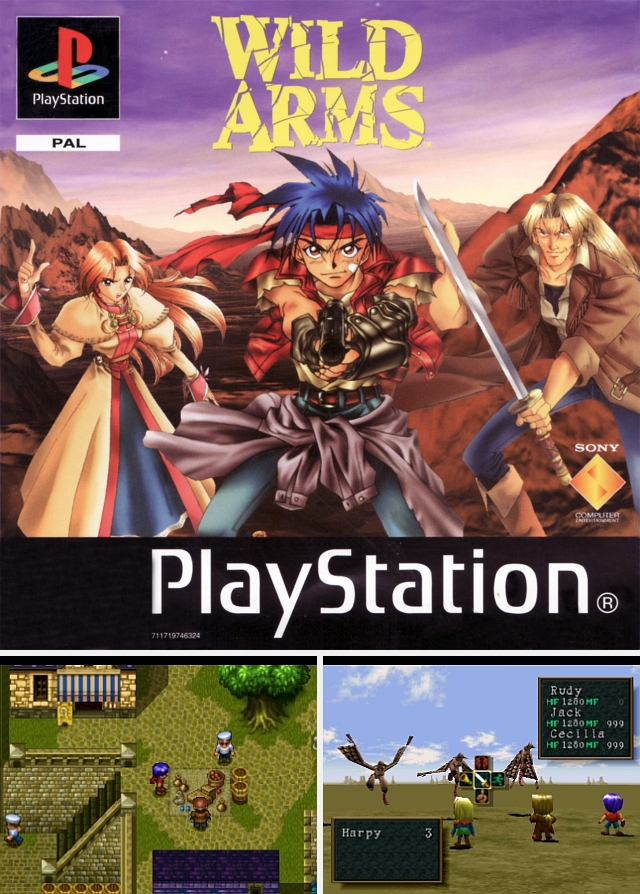 PlayStation
PAL
WILD
ARMS
SONY
COMPUTER
ENTERTAINMENT
PlayStation®
711719746324
Rudy
HP 1280 MP 0
Jack
HP 1280 MP 999
Cecilia
HP 1280 MP 999
Harpy 3